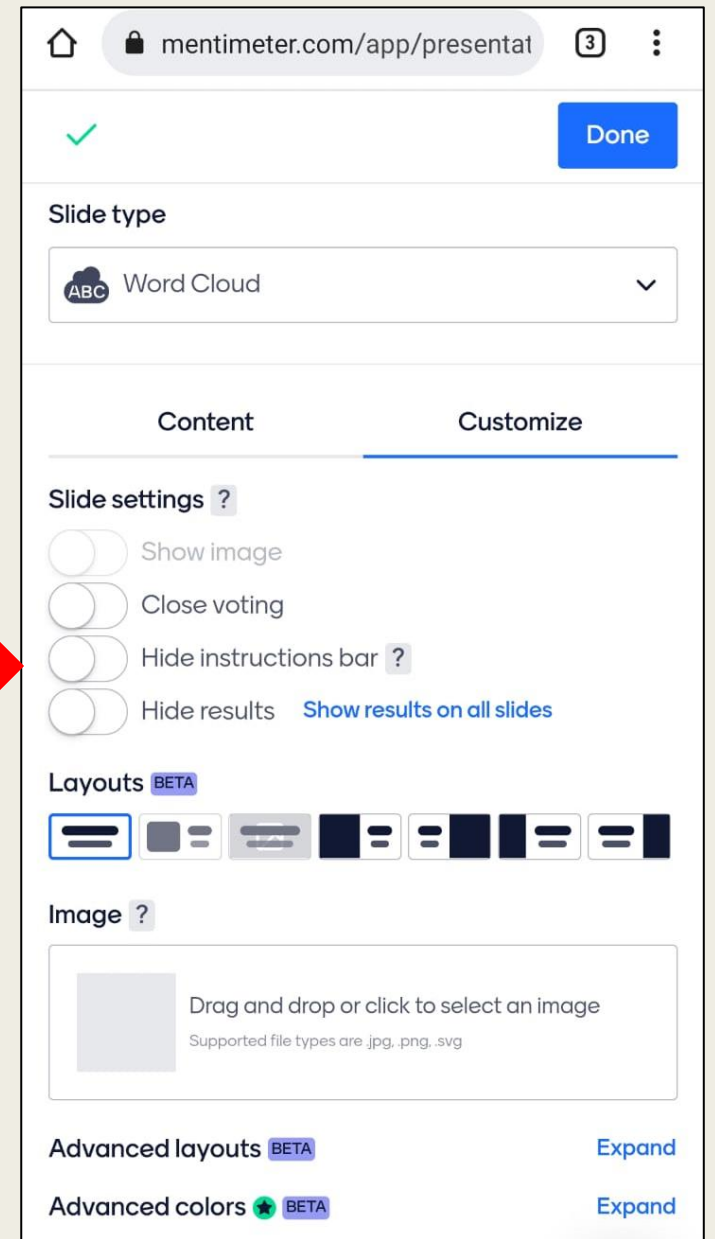 mentimeter.com/app/presentat
3
Done
Slide type
ABC Word Cloud
Content Customize
Slide settings ?
Show image
Close voting
Hide instructions bar ?
Hide results Show results on all slides
Layouts BETA
Image ?
Drag and drop or click to select an image
Supported file types are .jpg, .png, .svg
Advanced layouts BETA Expand
Advanced colors BETA Expand